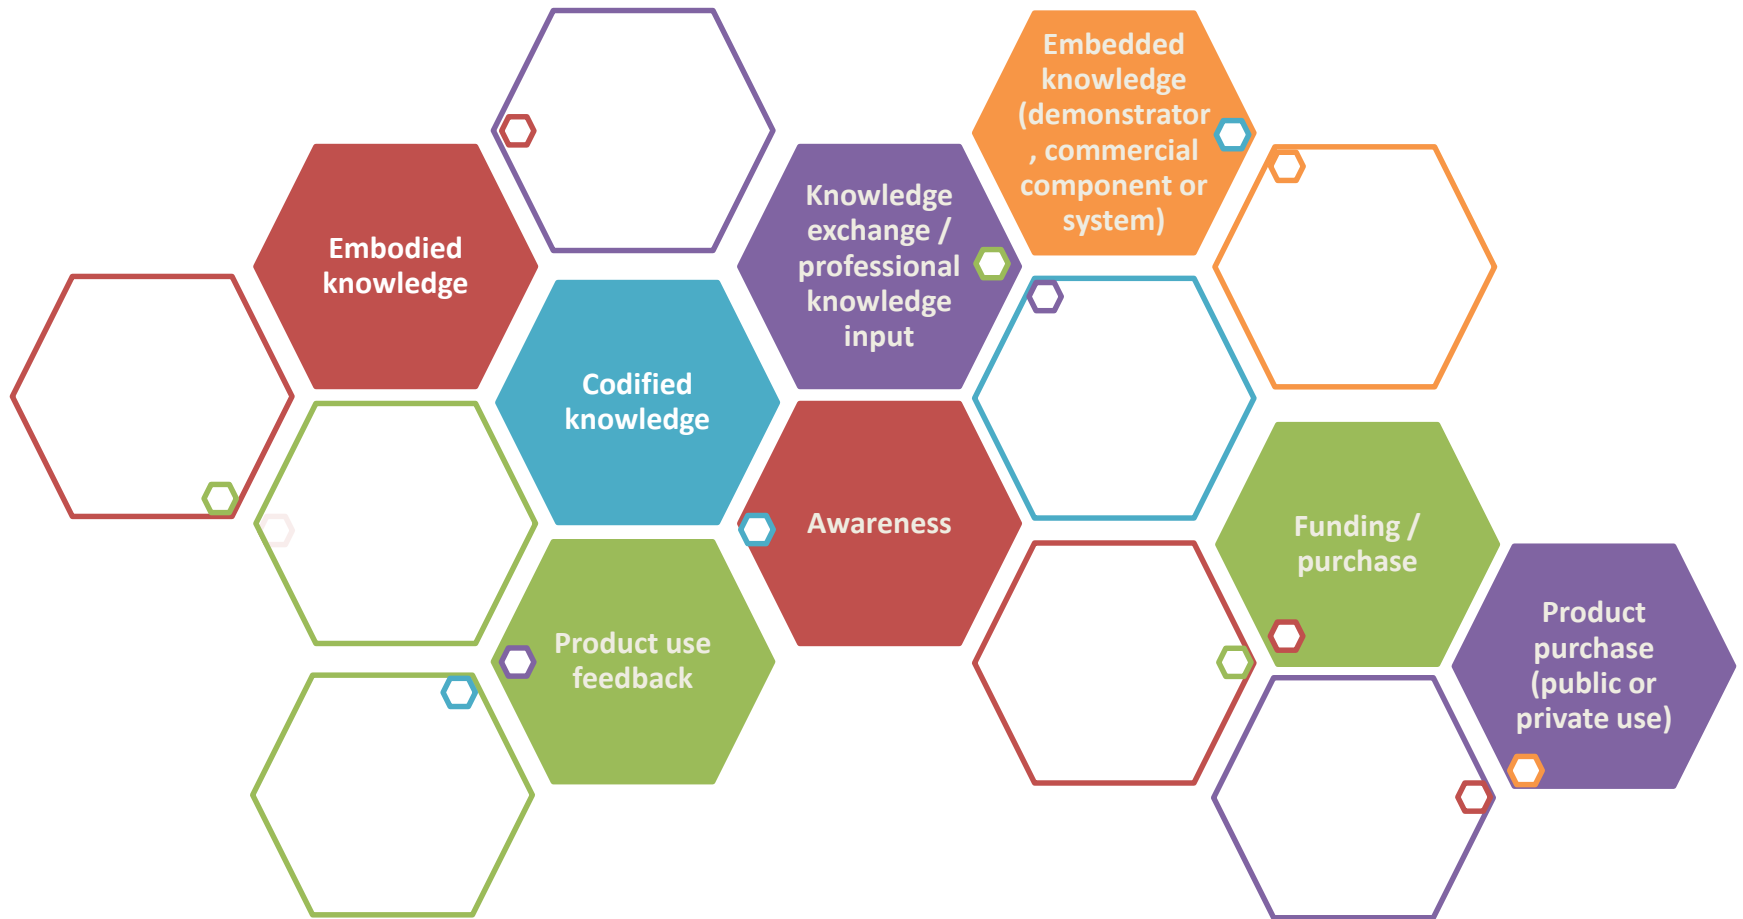 Embodied
knowledge
Codified
knowledge
Knowledge
exchange /
professional
knowledge
input
Embedded
knowledge
(demonstrator
, commercial
component or
system)
Awareness
Product use
feedback
Funding /
purchase
Product
purchase
(public or
private use)